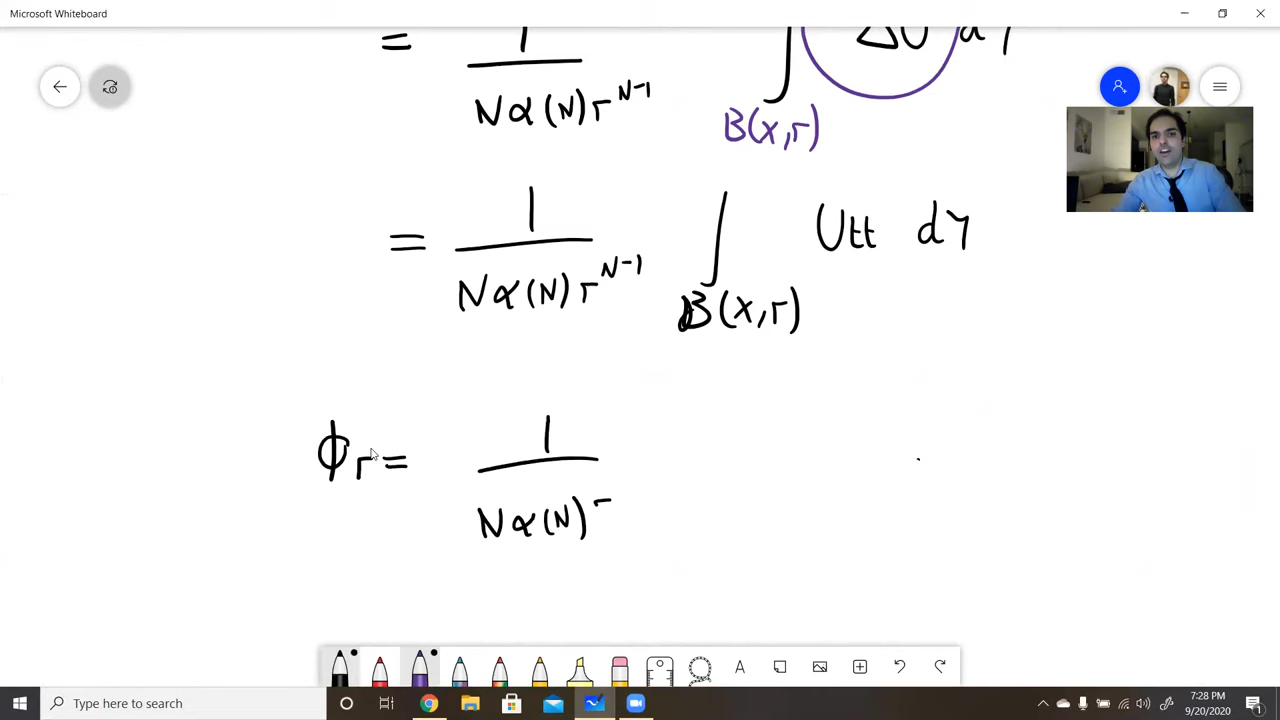 Microsoft Whiteboard
= 1 / Nα(N) r^(N-1) ∫ B(x,r) ΔU dy
= 1 / Nα(N) r^(N-1) ∫ B(x,r) Utt dy
ϕr = 1 / Nα(N) r
A
Type here to search
7:28 PM
9/20/2020
1